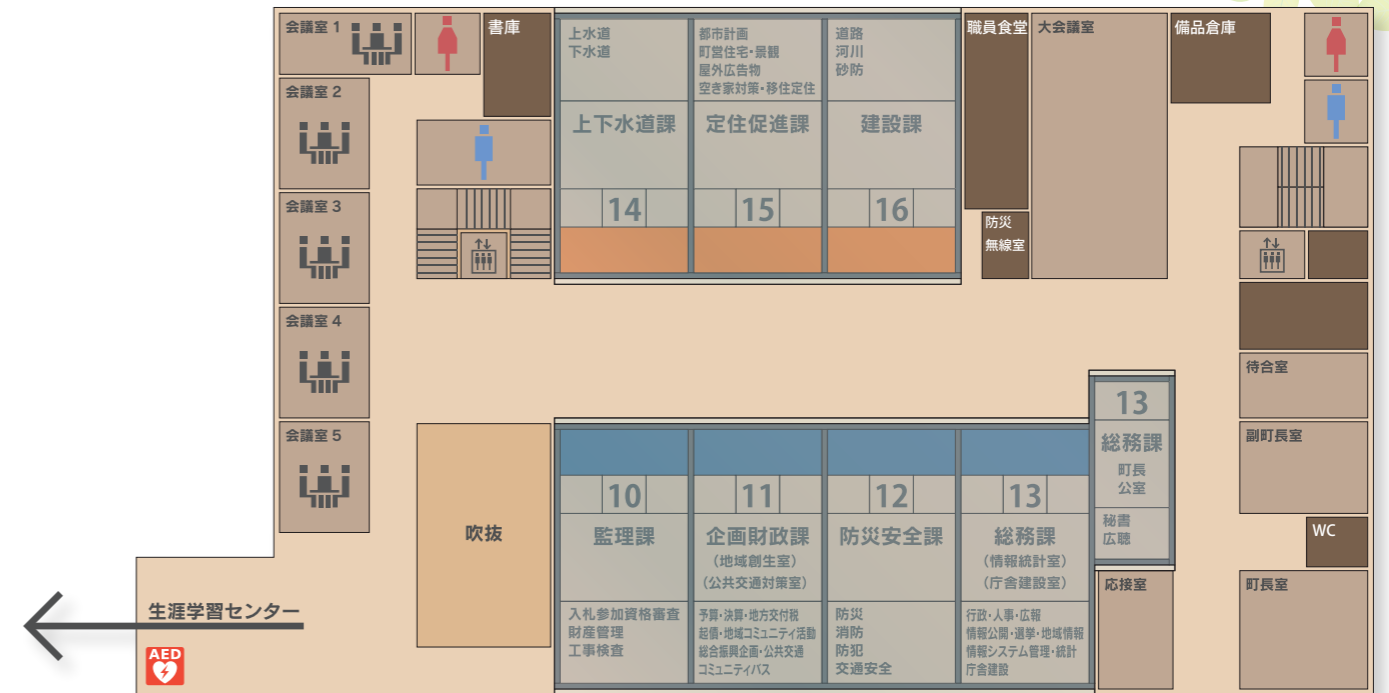 会議室 1
書庫
会議室 2
会議室 3
会議室 4
会議室 5
上水道
下水道
上下水道課
14
都市計画
町営住宅・景観
屋外広告物
空き家対策・移住定住
定住促進課
15
道路
河川
砂防
建設課
16
職員食堂
防災
無線室
大会議室
備品倉庫
待合室
副町長室
WC
町長室
吹抜
10
監理課
入札参加資格審査
財産管理
工事検査
11
企画財政課
（地域創生室）
（公共交通対策室）
予算・決算・地方交付税
起債・地域コミュニティ活動
総合振興企画・公共交通
コミュニティバス
12
防災安全課
防災
消防
防犯
交通安全
13
総務課
（情報統計室）
（庁舎建設室）
行政・人事・広報
情報公開・選挙・地域情報
情報システム管理・統計
庁舎建設
13
総務課
町長
公室
秘書
広聴
応接室
生涯学習センター
AED